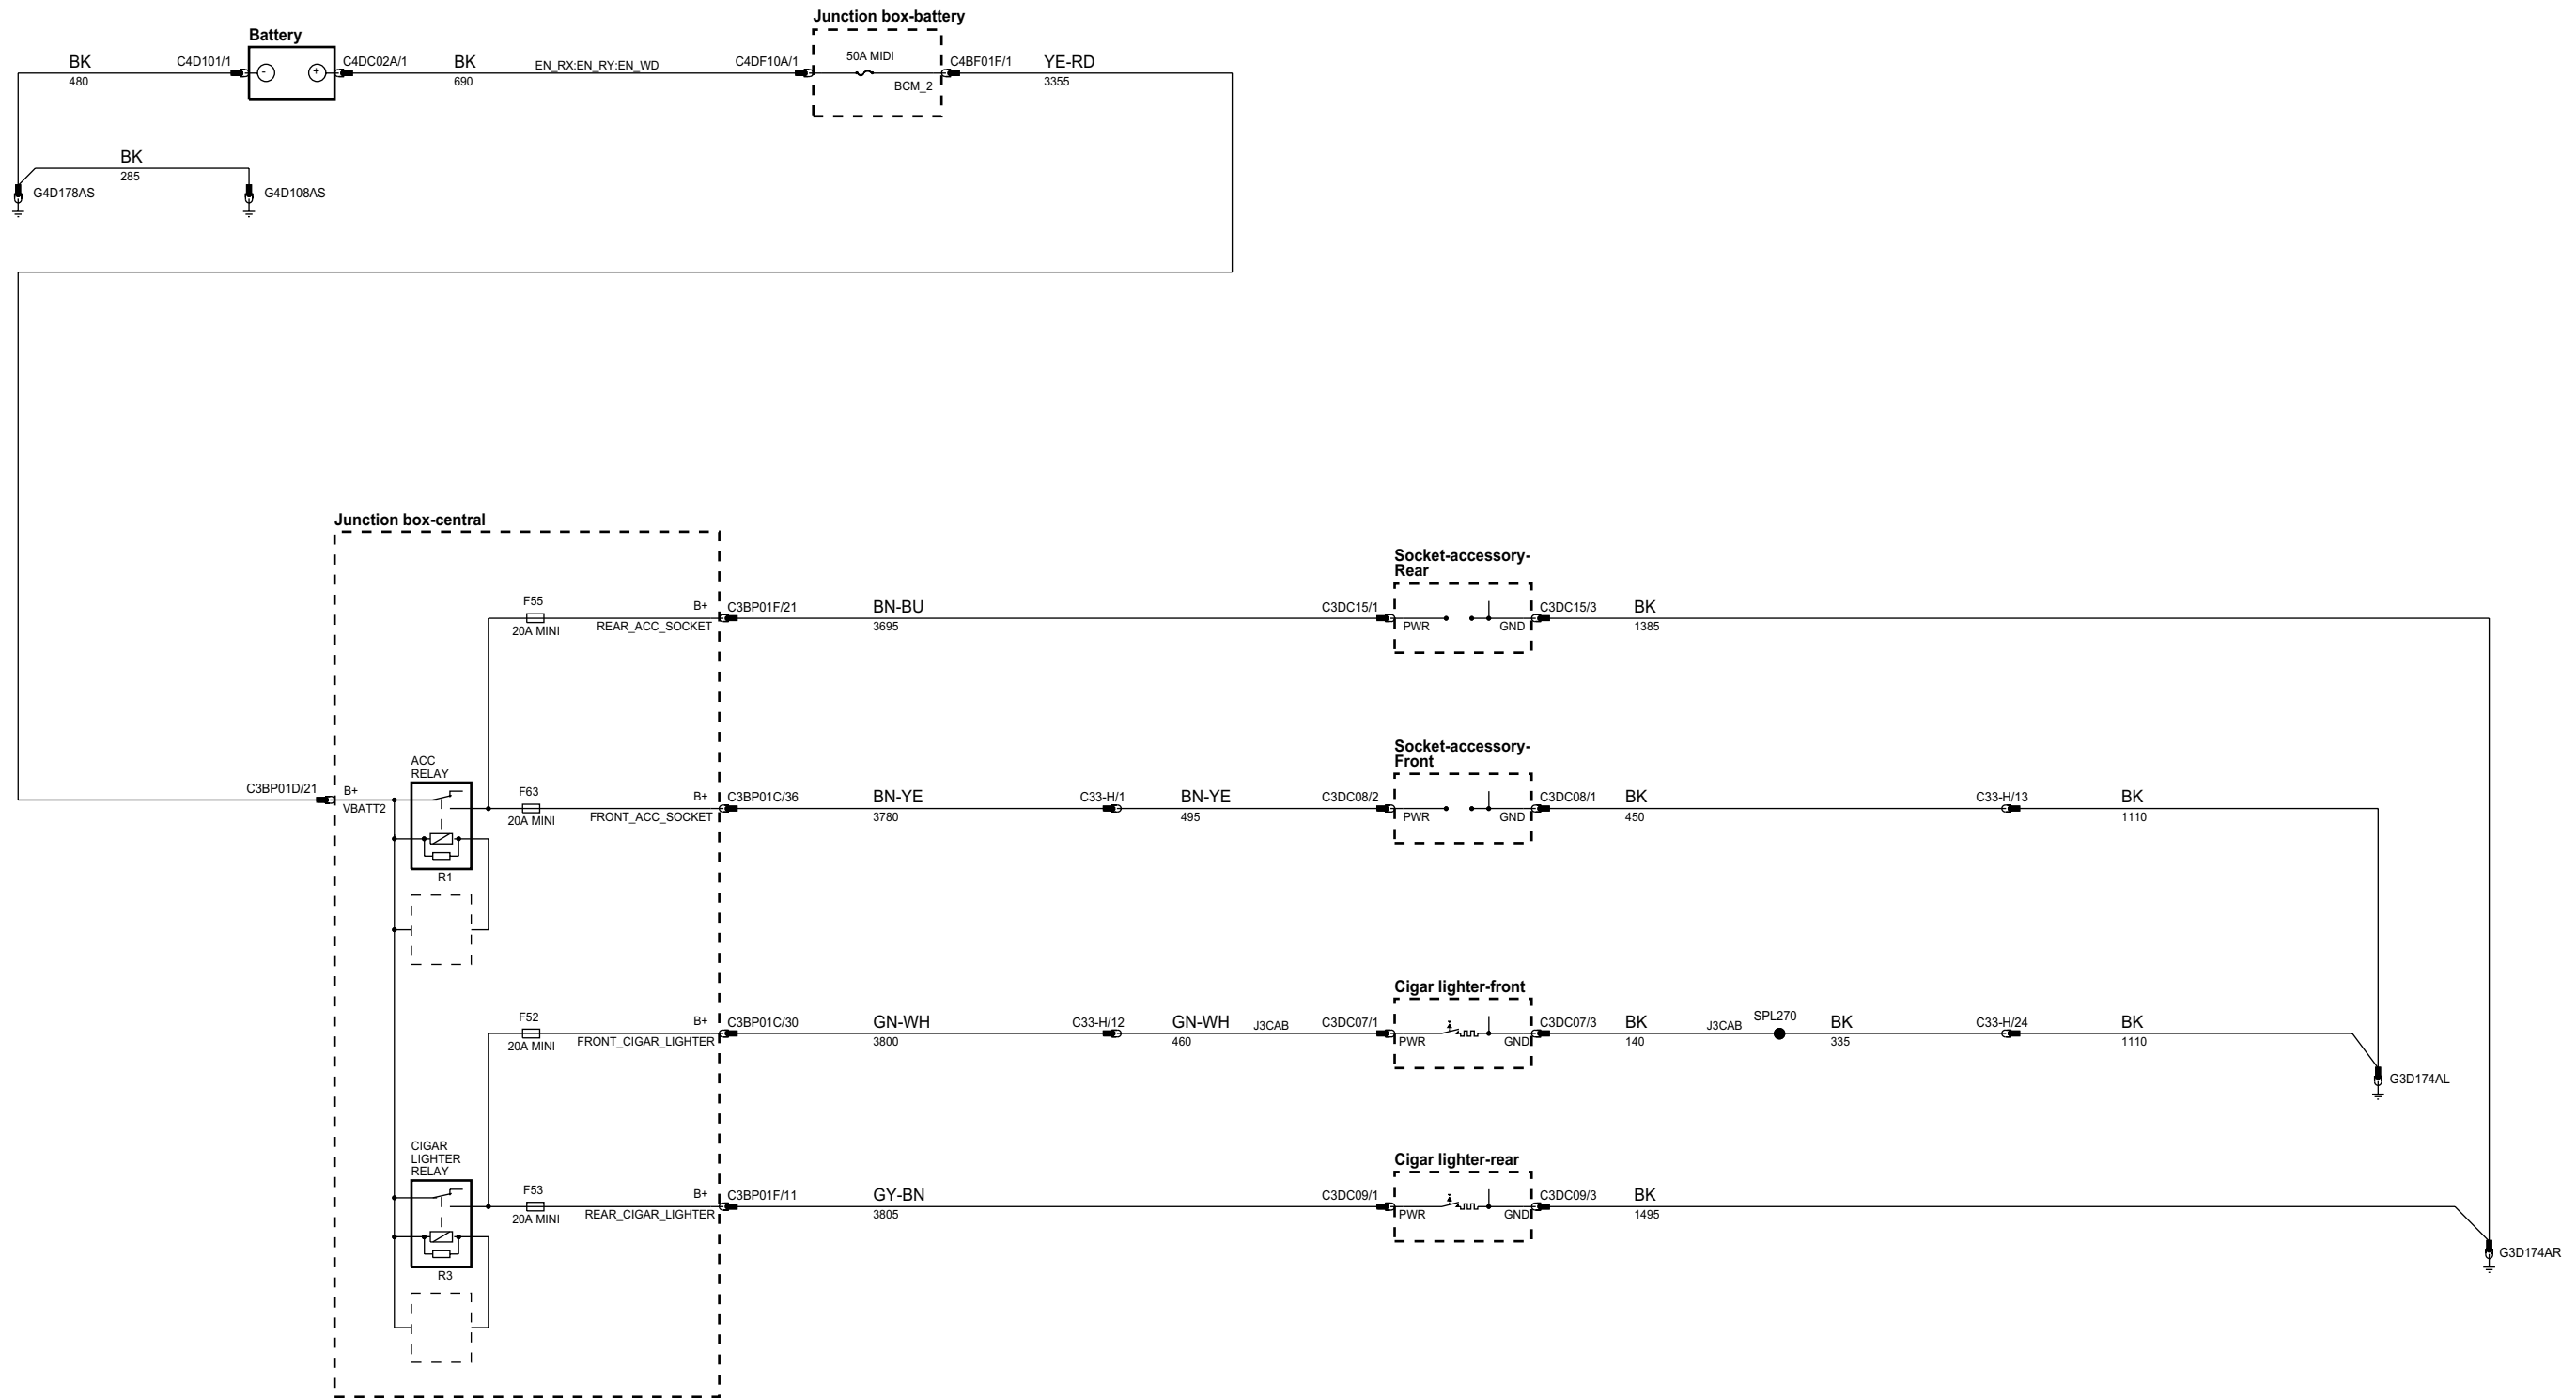 Junction box-battery
Battery
BK
480
C4D101/1
-
+
C4DC02A/1
BK
690
EN_RX:EN_RY:EN_WD
C4DF10A/1
50A MIDI
BCM_2
C4BF01F/1
YE-RD
3355
BK
285
G4D178AS
G4D108AS
Junction box-central
Socket-accessory-
Rear
F55
20A MINI
B+
REAR_ACC_SOCKET
C3BP01F/21
BN-BU
3695
C3DC15/1
PWR
GND
C3DC15/3
BK
1385
Socket-accessory-
Front
ACC
RELAY
C3BP01D/21
B+
VBATT2
F63
20A MINI
B+
FRONT_ACC_SOCKET
C3BP01C/36
BN-YE
3780
C33-H/1
BN-YE
495
C3DC08/2
PWR
GND
C3DC08/1
BK
450
C33-H/13
BK
1110
R1
Cigar lighter-front
F52
20A MINI
B+
FRONT_CIGAR_LIGHTER
C3BP01C/30
GN-WH
3800
C33-H/12
GN-WH
460
J3CAB
C3DC07/1
PWR
GND
C3DC07/3
BK
140
J3CAB
SPL270
BK
335
C33-H/24
BK
1110
G3D174AL
CIGAR
LIGHTER
RELAY
Cigar lighter-rear
F53
20A MINI
B+
REAR_CIGAR_LIGHTER
C3BP01F/11
GY-BN
3805
C3DC09/1
PWR
GND
C3DC09/3
BK
1495
G3D174AR
R3